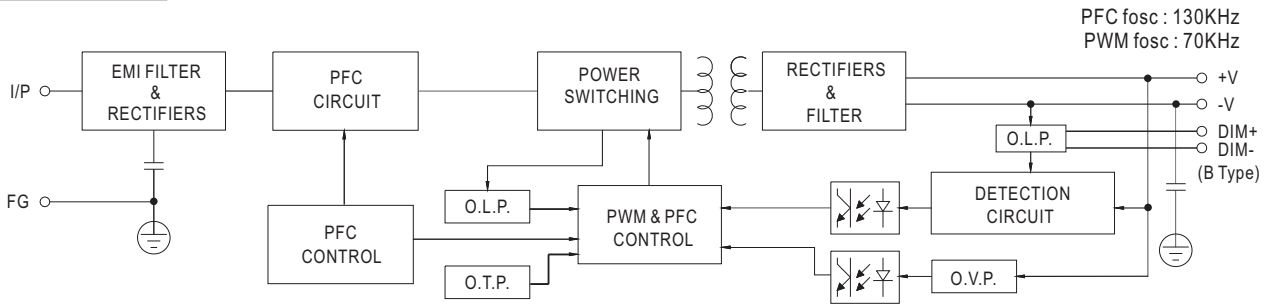 PFC fosc : 130KHz
PWM fosc : 70KHz
I/P
EMI FILTER
&
RECTIFIERS
PFC
CIRCUIT
POWER
SWITCHING
RECTIFIERS
&
FILTER
+V
-V
O.L.P.
DIM+
DIM-
(B Type)
FG
O.L.P.
PFC
CONTROL
PWM & PFC
CONTROL
DETECTION
CIRCUIT
O.T.P.
O.V.P.